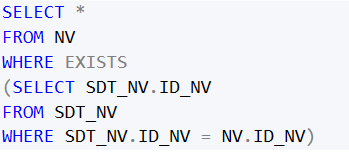 SELECT *
FROM NV
WHERE EXISTS
(SELECT SDT_NV.ID_NV
FROM SDT_NV
WHERE SDT_NV.ID_NV = NV.ID_NV)